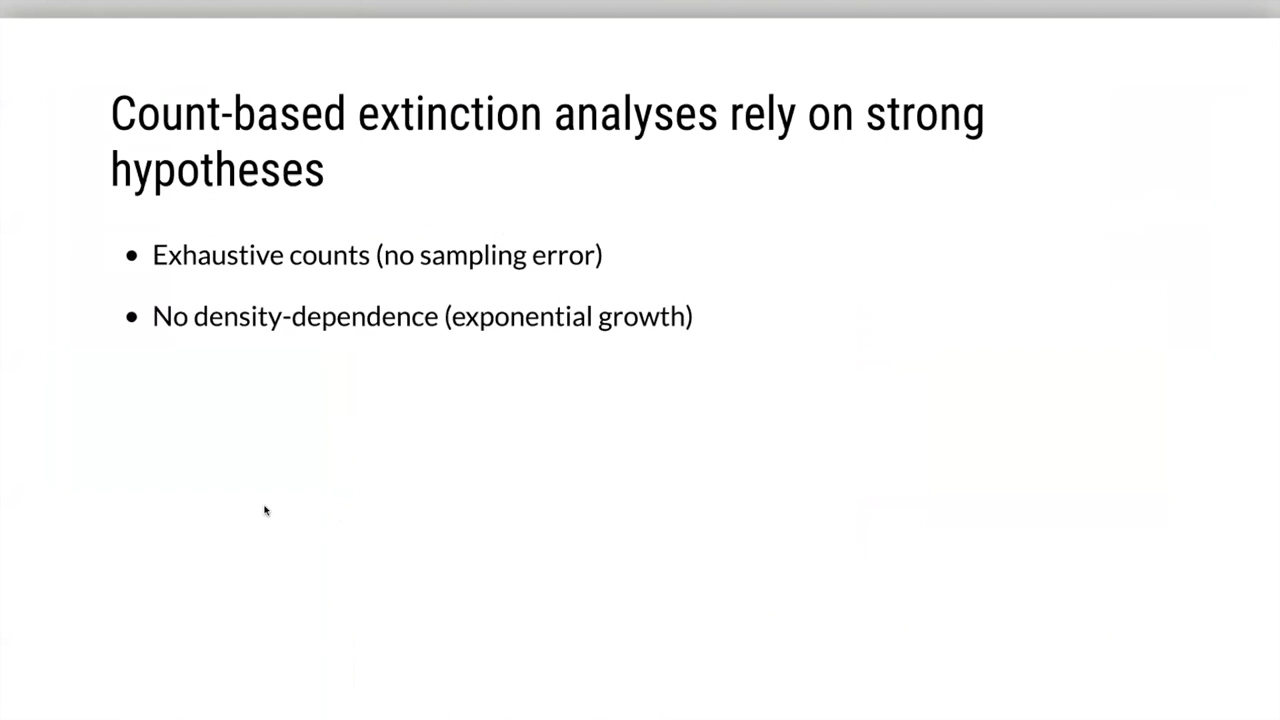 Count-based extinction analyses rely on strong
hypotheses
• Exhaustive counts (no sampling error)
• No density-dependence (exponential growth)